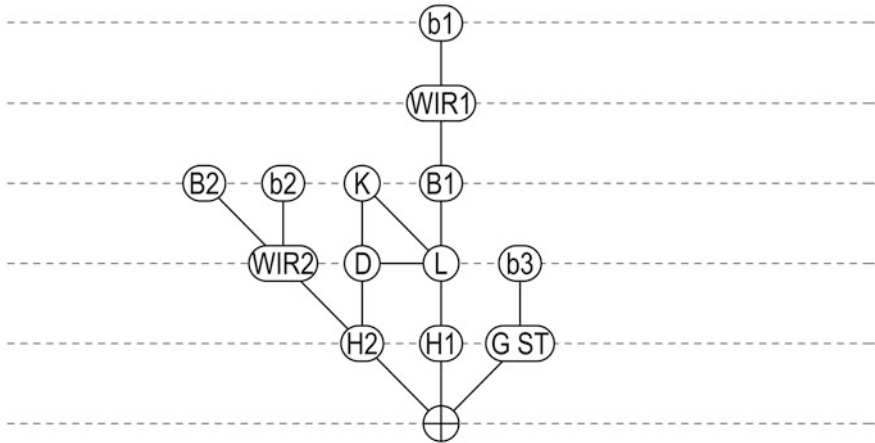 b1
WIR1
B2 b2 K B1
WIR2 D L b3
H2 H1 G ST